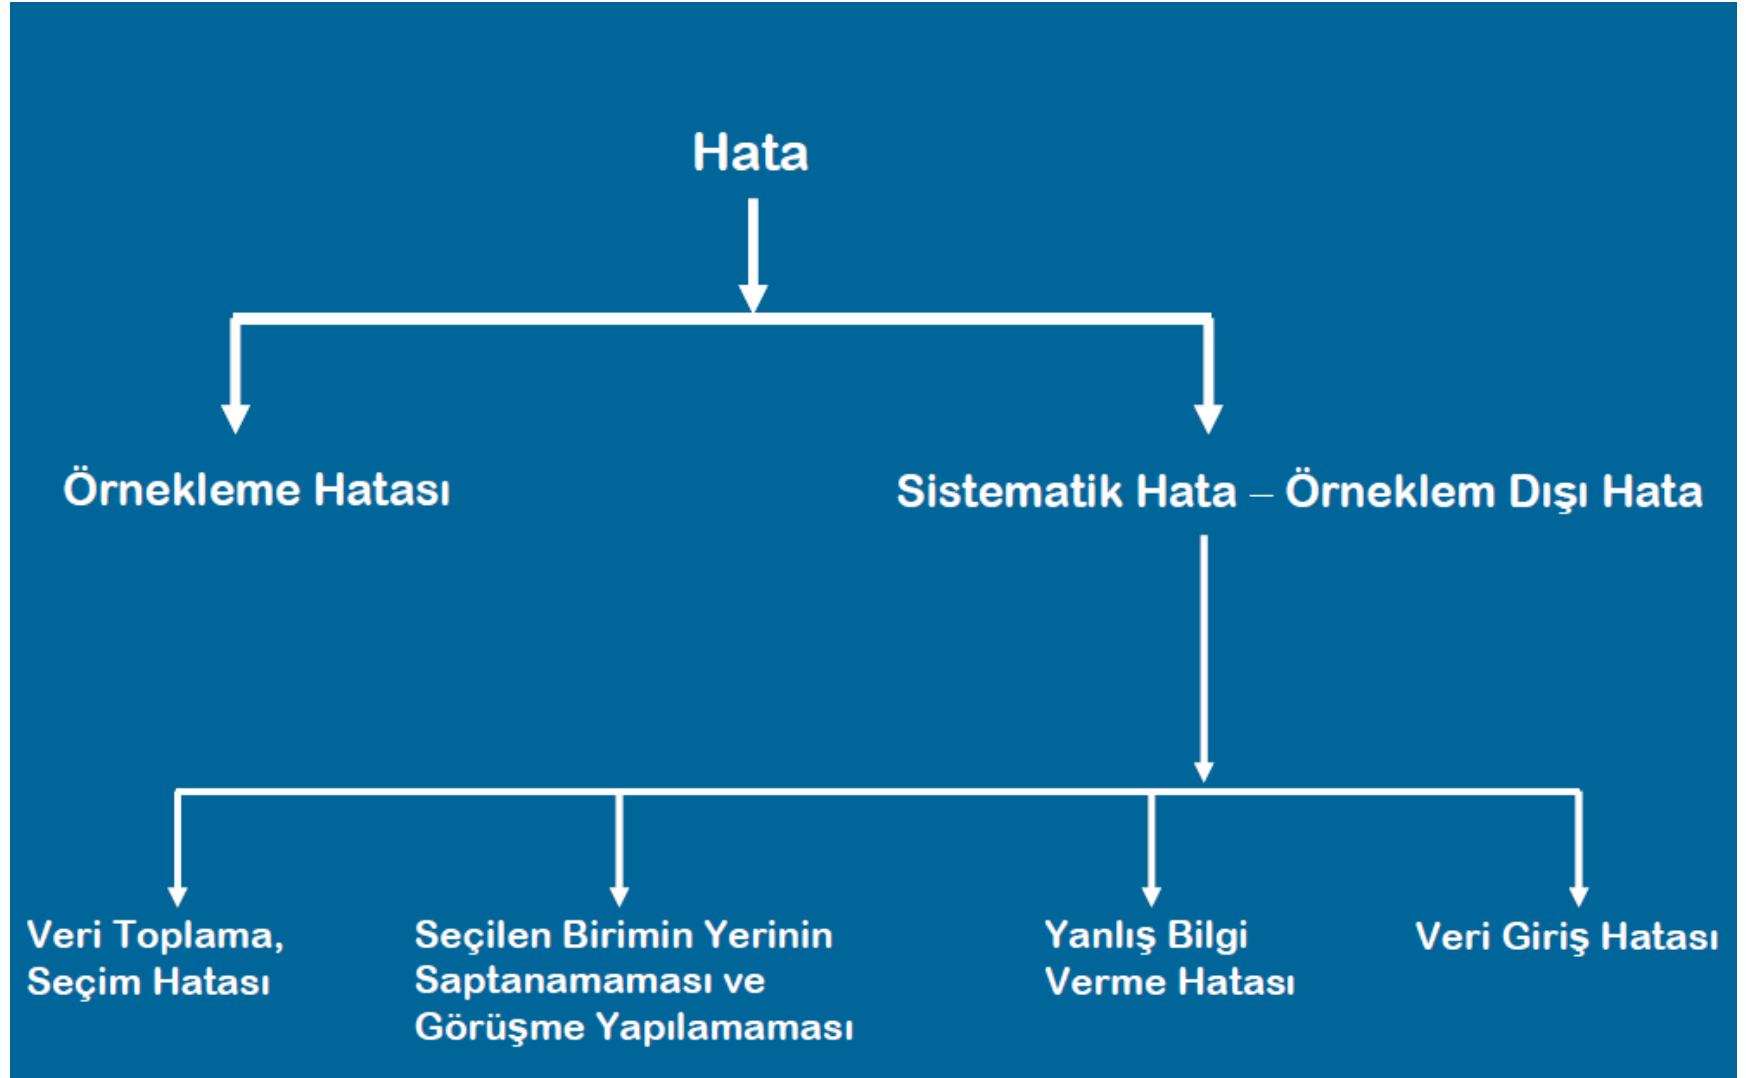 Hata
Örnekleme Hatası
Sistematik Hata – Örneklem Dışı Hata
Veri Toplama,
Seçim Hatası
Seçilen Birimin Yerinin
Saptanamaması ve
Görüşme Yapılamaması
Yanlış Bilgi
Verme Hatası
Veri Giriş Hatası